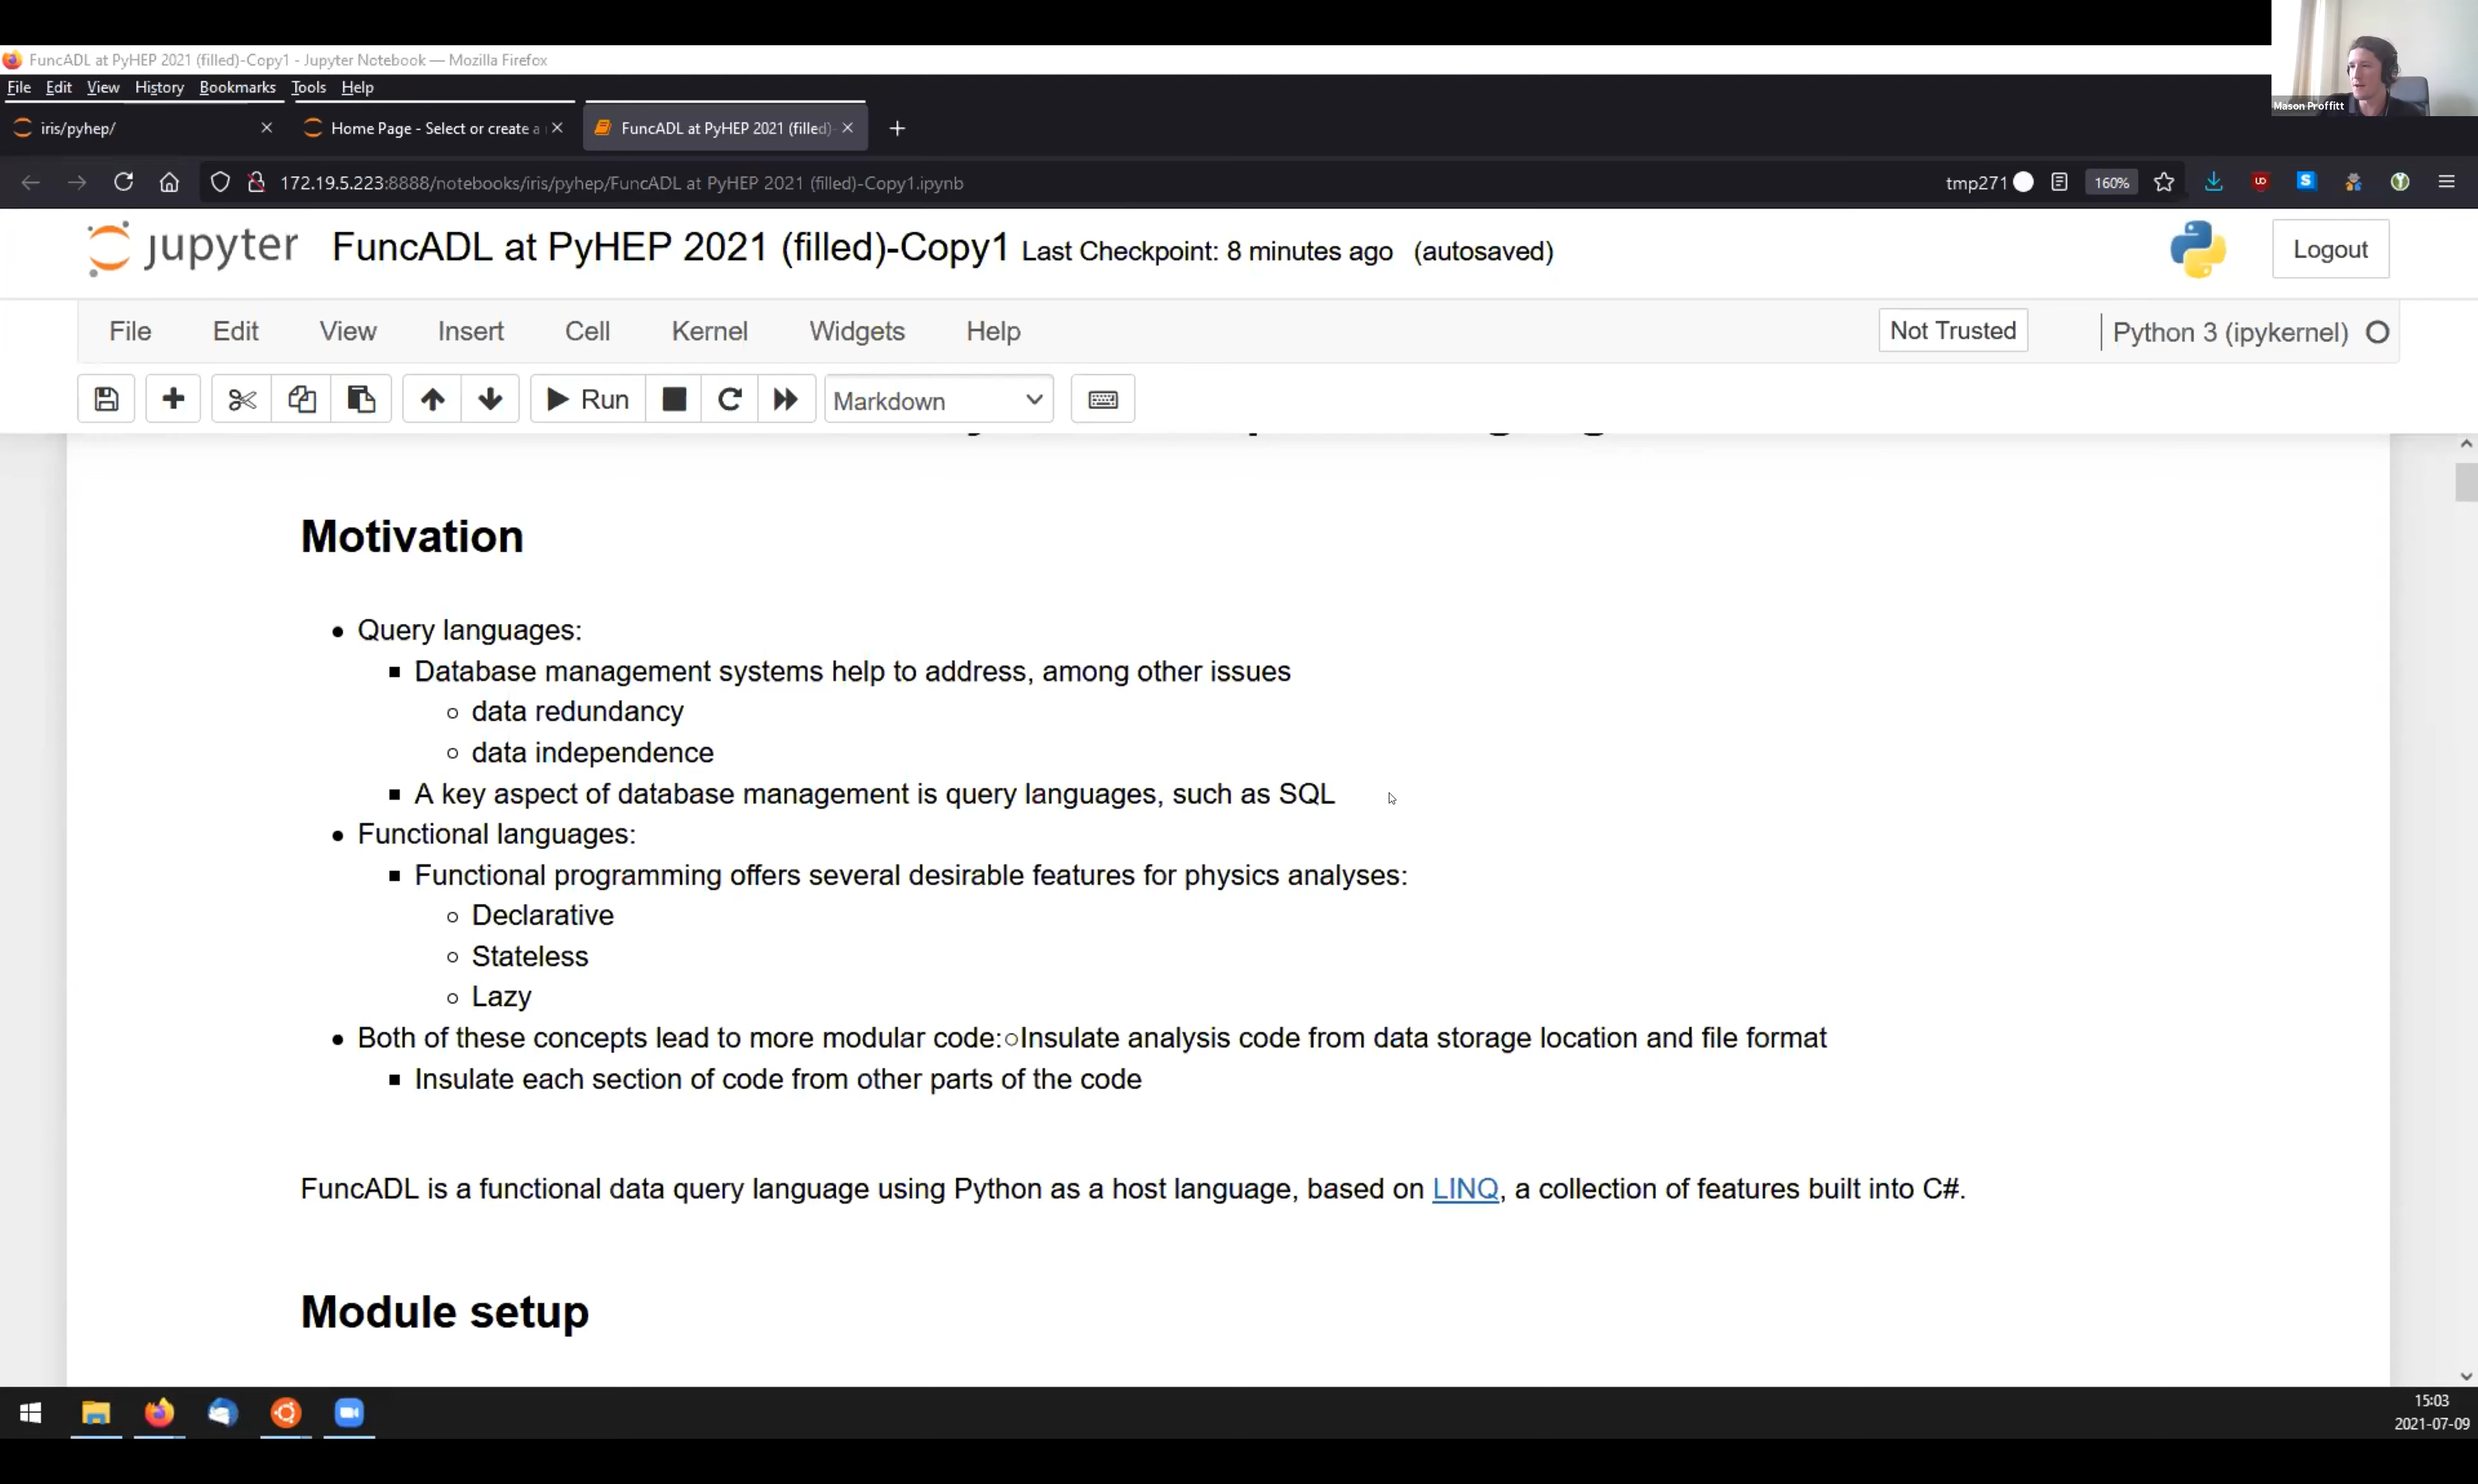 FuncADL at PyHEP 2021 (filled)-Copy1 - Jupyter Notebook — Mozilla Firefox
Mason Proffitt
File Edit View History Bookmarks Tools Help
iris/pyhep/
Home Page - Select or create a
FuncADL at PyHEP 2021 (filled)-
172.19.5.223:8888/notebooks/iris/pyhep/FuncADL at PyHEP 2021 (filled)-Copy1.ipynb
tmp271 160%
jupyter FuncADL at PyHEP 2021 (filled)-Copy1 Last Checkpoint: 8 minutes ago (autosaved)
Logout
File Edit View Insert Cell Kernel Widgets Help
Not Trusted
Python 3 (ipykernel)
Run
Markdown
Motivation
• Query languages:
▪ Database management systems help to address, among other issues
○ data redundancy
○ data independence
▪ A key aspect of database management is query languages, such as SQL
• Functional languages:
▪ Functional programming offers several desirable features for physics analyses:
○ Declarative
○ Stateless
○ Lazy
• Both of these concepts lead to more modular code:○Insulate analysis code from data storage location and file format
▪ Insulate each section of code from other parts of the code
FuncADL is a functional data query language using Python as a host language, based on LINQ, a collection of features built into C#.
Module setup
15:03
2021-07-09